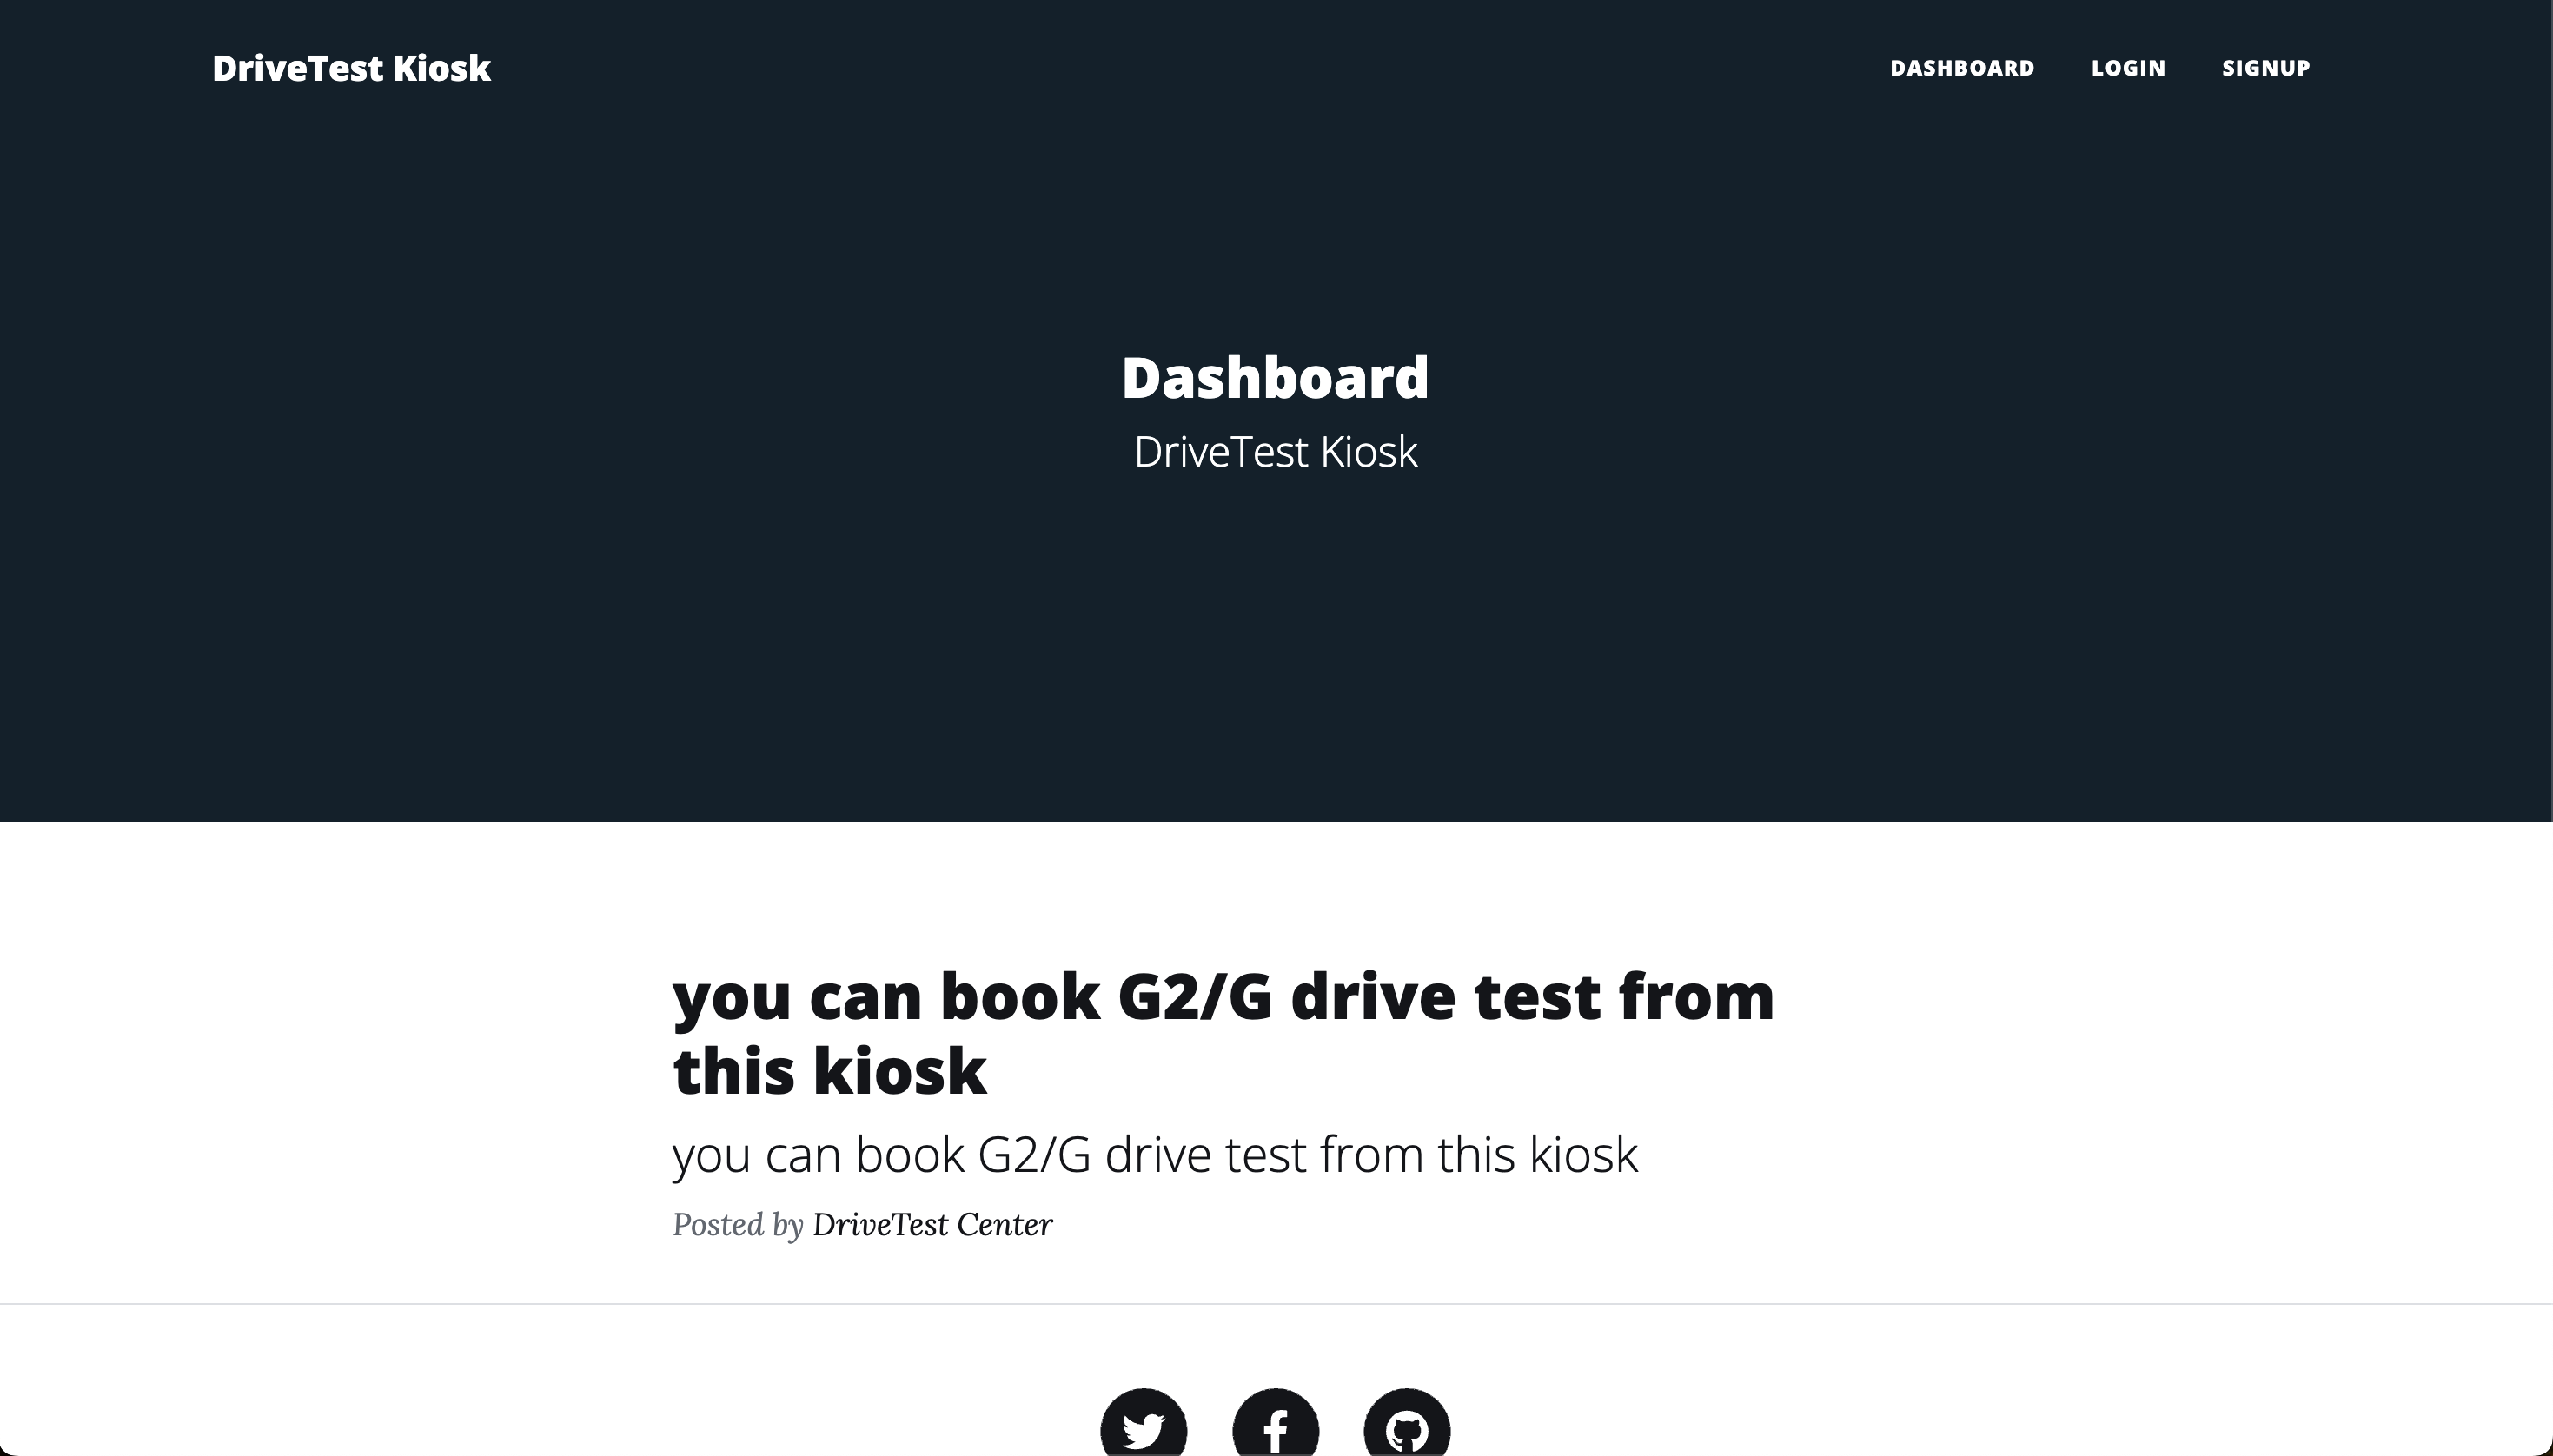 DriveTest Kiosk
DASHBOARD LOGIN SIGNUP
Dashboard
DriveTest Kiosk
you can book G2/G drive test from
this kiosk
you can book G2/G drive test from this kiosk
Posted by DriveTest Center